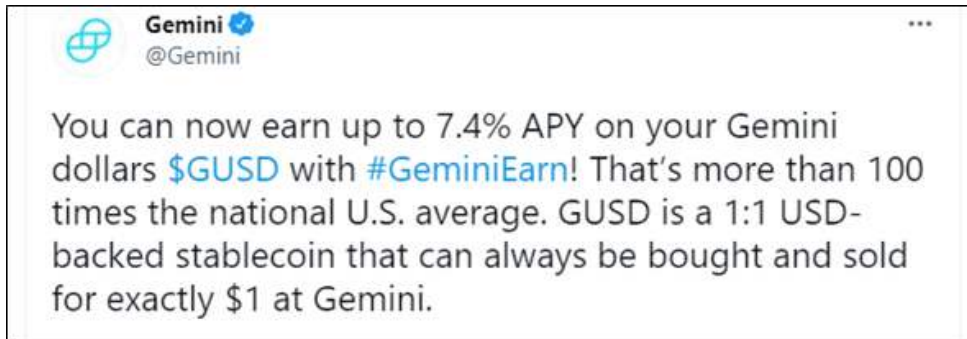 Gemini
@Gemini
You can now earn up to 7.4% APY on your Gemini
dollars $GUSD with #GeminiEarn! That's more than 100
times the national U.S. average. GUSD is a 1:1 USD-
backed stablecoin that can always be bought and sold
for exactly $1 at Gemini.